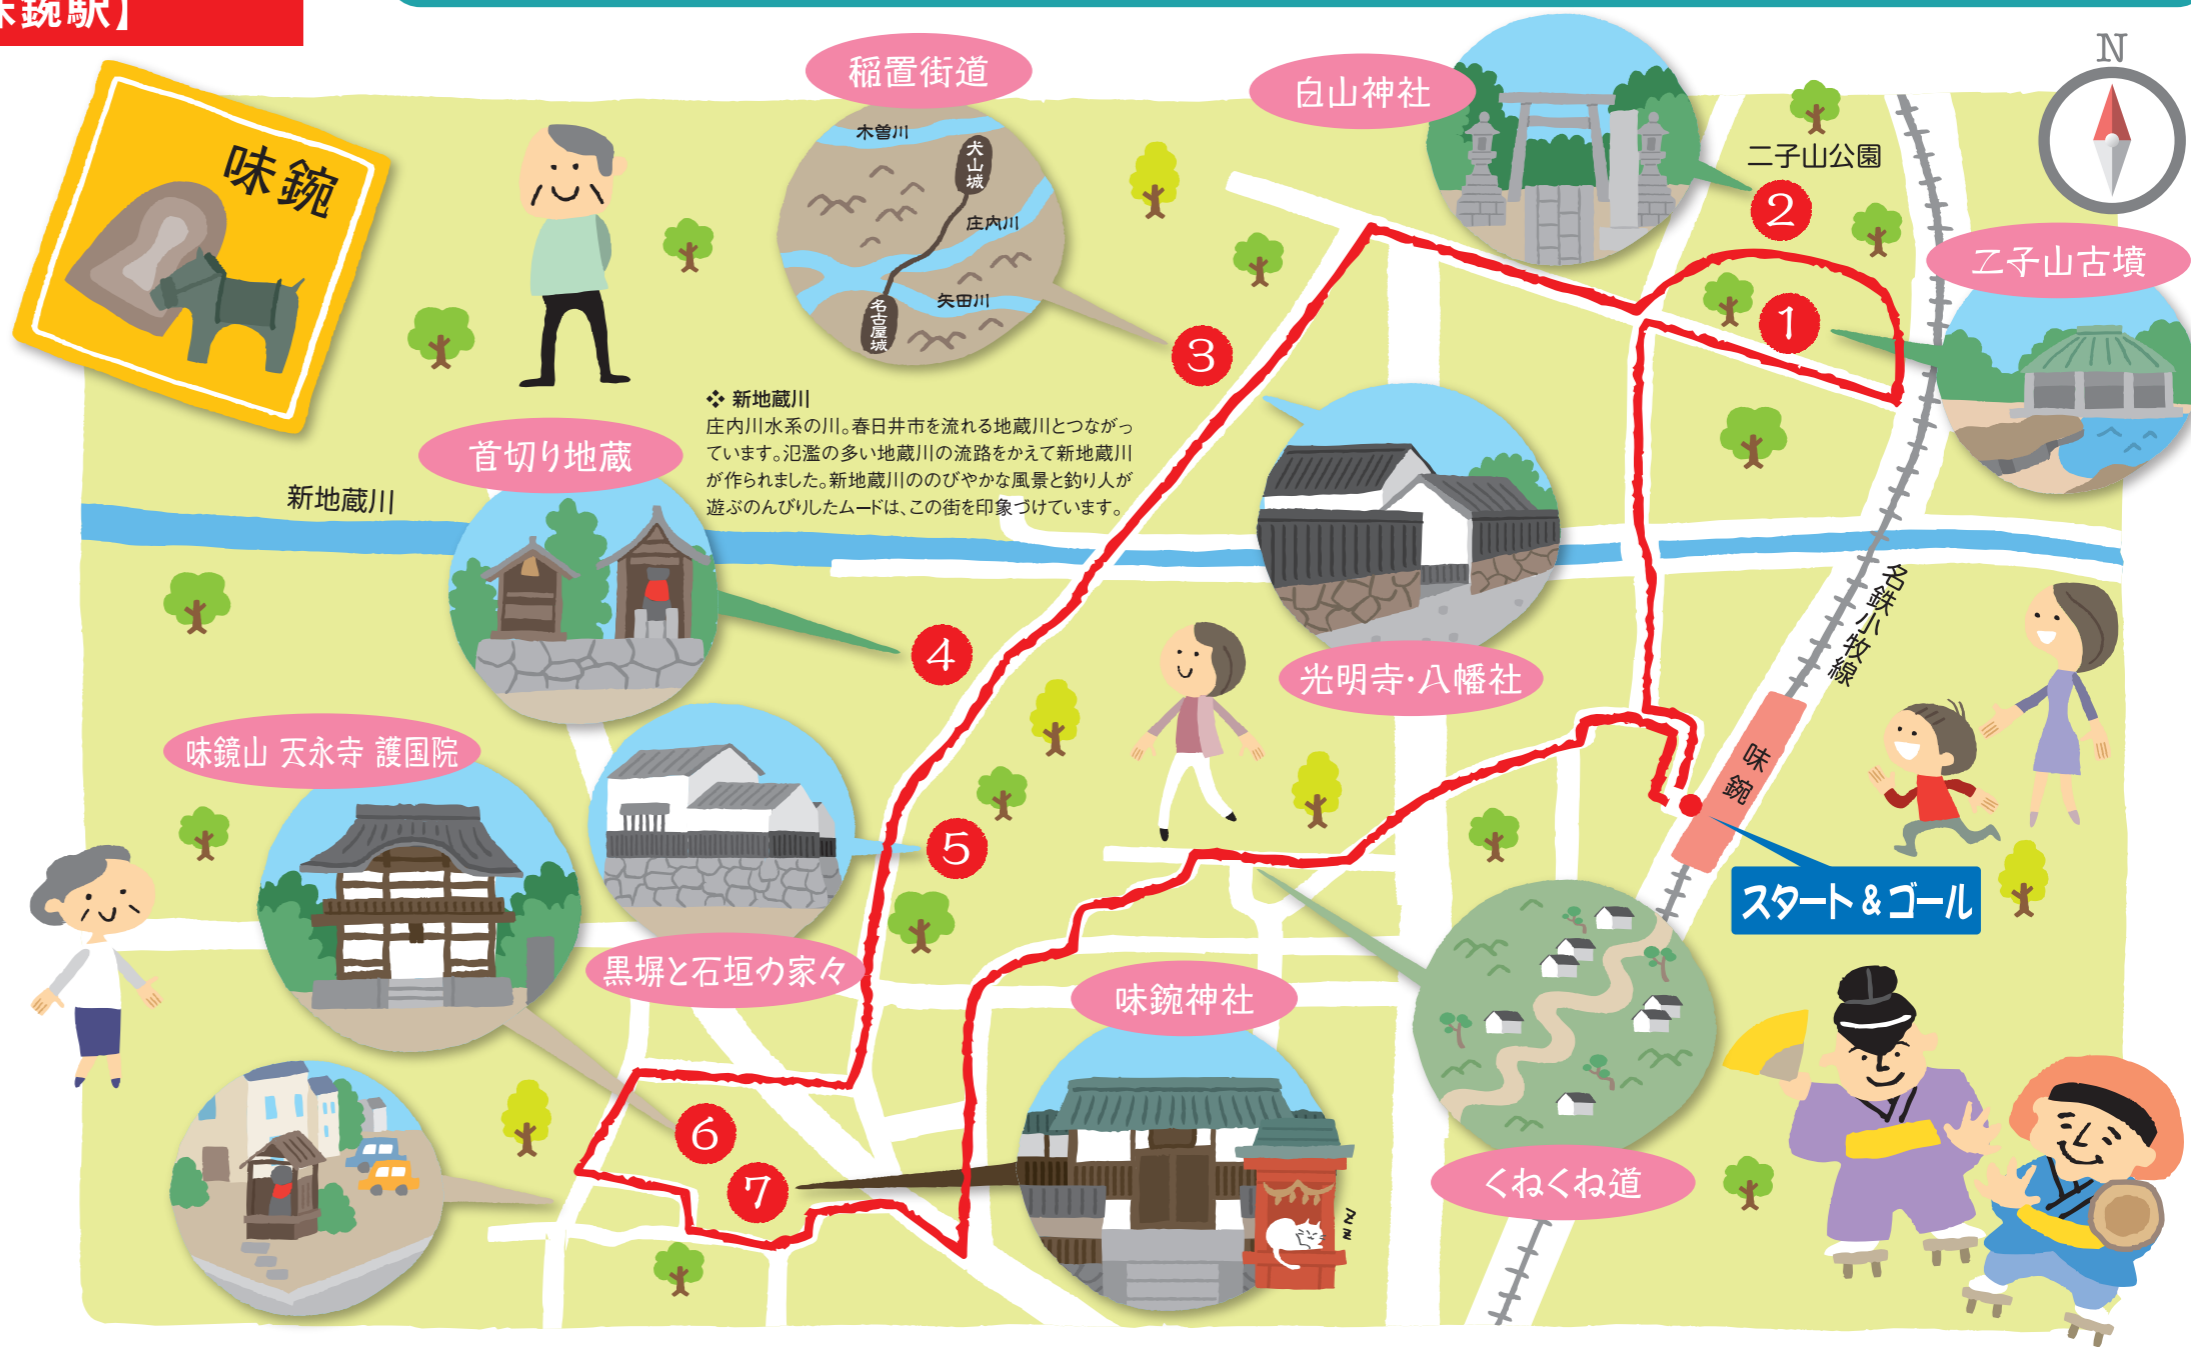 味鋺駅】
味鋺
稲置街道
木曽川
犬山城
庄内川
矢田川
名古屋城
白山神社
二子山公園
N
②
二子山古墳
①
③
❖ 新地蔵川
庄内川水系の川。春日井市を流れる地蔵川とつながっ
ています。氾濫の多い地蔵川の流路をかえて新地蔵川
が作られました。新地蔵川ののびやかな風景と釣り人が
遊ぶのんびりしたムードは、この街を印象づけています。
首切り地蔵
新地蔵川
名鉄小牧線
④
光明寺・八幡社
味鏡山 天永寺 護国院
味鋺
⑤
スタート & ゴール
黒塀と石垣の家々
味鋺神社
⑥
⑦
くねくね道
zzz